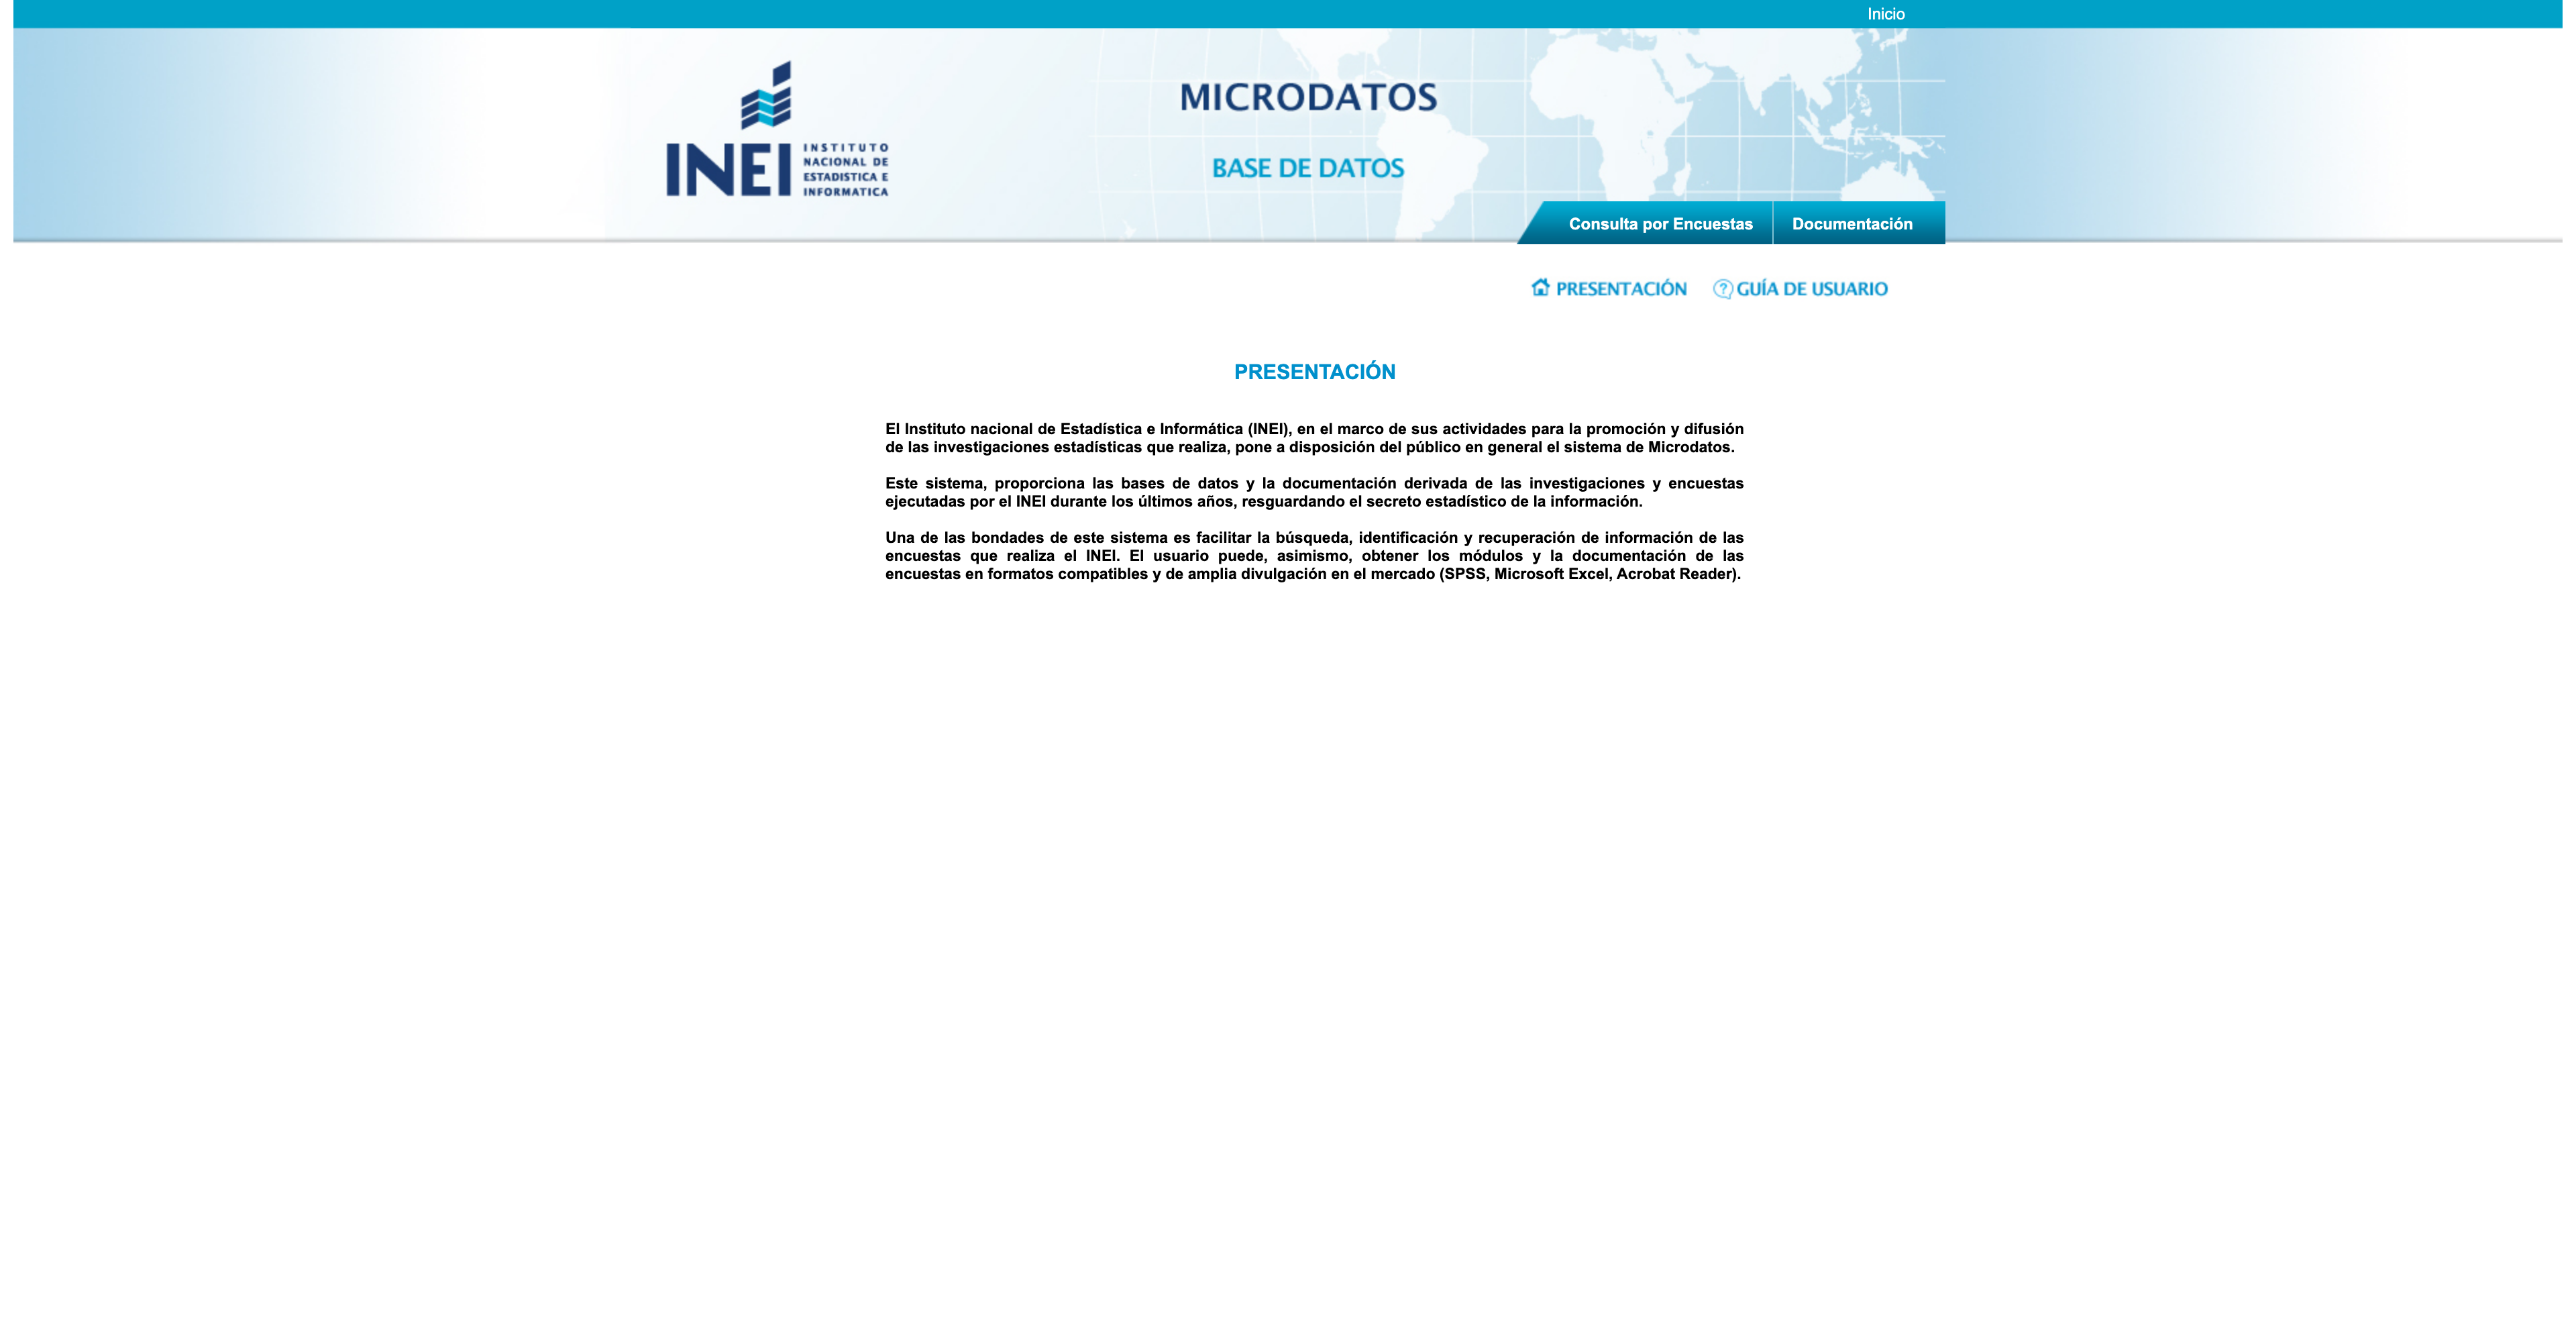 Inicio
INEI
INSTITUTO
NACIONAL DE
ESTADISTICA E
INFORMATICA
MICRODATOS
BASE DE DATOS
Consulta por Encuestas
Documentación
PRESENTACIÓN
GUÍA DE USUARIO
PRESENTACIÓN
El Instituto nacional de Estadística e Informática (INEI), en el marco de sus actividades para la promoción y difusión
de las investigaciones estadísticas que realiza, pone a disposición del público en general el sistema de Microdatos.
Este sistema, proporciona las bases de datos y la documentación derivada de las investigaciones y encuestas
ejecutadas por el INEI durante los últimos años, resguardando el secreto estadístico de la información.
Una de las bondades de este sistema es facilitar la búsqueda, identificación y recuperación de información de las
encuestas que realiza el INEI. El usuario puede, asimismo, obtener los módulos y la documentación de las
encuestas en formatos compatibles y de amplia divulgación en el mercado (SPSS, Microsoft Excel, Acrobat Reader).